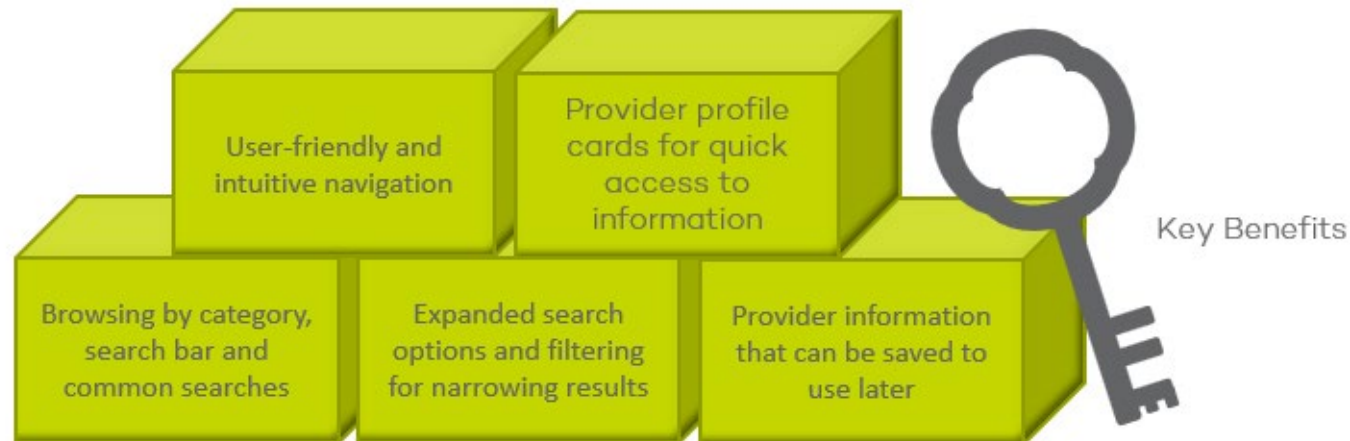 User-friendly and
intuitive navigation
Provider profile
cards for quick
access to
information
Key Benefits
Browsing by category,
search bar and
common searches
Expanded search
options and filtering
for narrowing results
Provider information
that can be saved to
use later